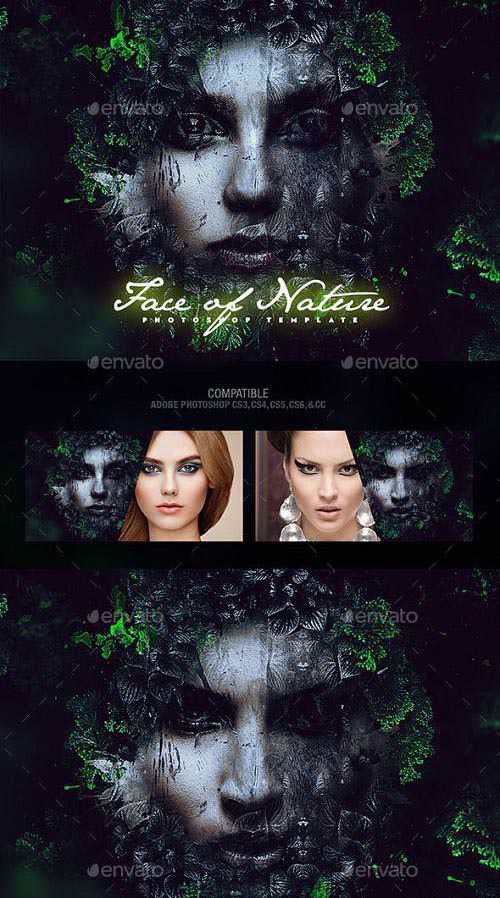 envato envato
Face of Nature
PHOTOSHOP TEMPLATE
envato envato
COMPATIBLE
ADOBE PHOTOSHOP CS3,CS4,CS5,CS6,&CC
envato envato
envato envato